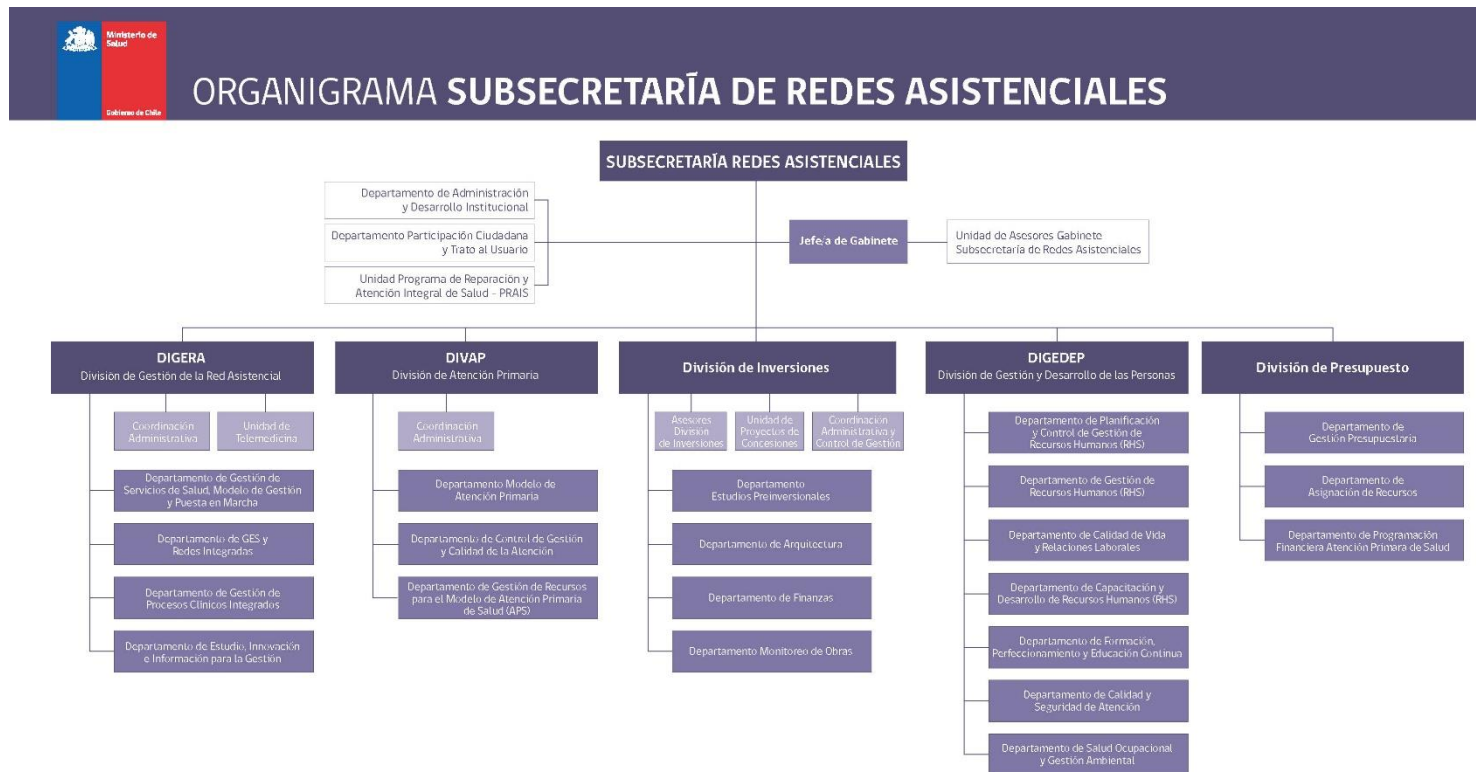 Ministerio de
Salud
Gobierno de Chile
ORGANIGRAMA SUBSECRETARÍA DE REDES ASISTENCIALES
SUBSECRETARÍA REDES ASISTENCIALES
Departamento de Administración
y Desarrollo Institucional
Departamento Participación Ciudadana
y Trato al Usuario
Unidad Programa de Reparación y
Atención Integral de Salud - PRAIS
Jefe/a de Gabinete
Unidad de Asesores Gabinete
Subsecretaría de Redes Asistenciales
DIGERA
División de Gestión de la Red Asistencial
Coordinación
Administrativa
Unidad de
Telemedicina
Departamento de Gestión de
Servicios de Salud, Modelo de Gestión
y Puesta en Marcha
Departamento de GES y
Redes Integradas
Departamento de Gestión de
Procesos Clínicos Integrados
Departamento de Estudio, Innovación
e Información para la Gestión
DIVAP
División de Atención Primaria
Coordinación
Administrativa
Departamento Modelo de
Atención Primaria
Departamento de Control de Gestión
y Calidad de la Atención
Departamento de Gestión de Recursos
para el Modelo de Atención Primaria
de Salud (APS)
División de Inversiones
Asesores
División
de Inversiones
Unidad de
Proyectos de
Concesiones
Coordinación
Administrativa y
Control de Gestión
Departamento
Estudios Preinversionales
Departamento de Arquitectura
Departamento de Finanzas
Departamento Monitoreo de Obras
DIGEDEP
División de Gestión y Desarrollo de las Personas
Departamento de Planificación
y Control de Gestión de
Recursos Humanos (RHS)
Departamento de Gestión de
Recursos Humanos (RHS)
Departamento de Calidad de Vida
y Relaciones Laborales
Departamento de Capacitación y
Desarrollo de Recursos Humanos (RHS)
Departamento de Formación,
Perfeccionamiento y Educación Continua
Departamento de Calidad y
Seguridad de Atención
Departamento de Salud Ocupacional
y Gestión Ambiental
División de Presupuesto
Departamento de
Gestión Presupuestaria
Departamento de
Asignación de Recursos
Departamento de Programación
Financiera Atención Primara de Salud